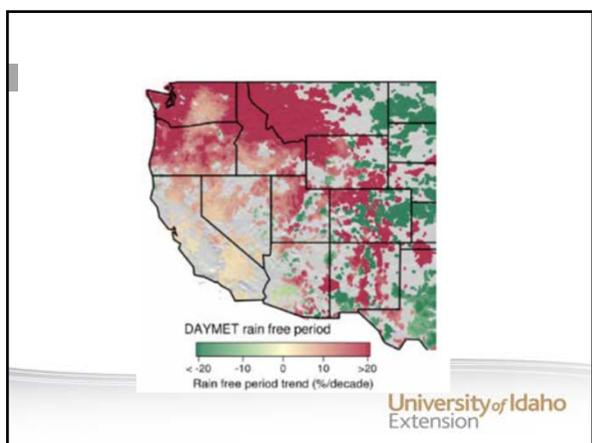 DAYMET rain free period
< -20 -10 0 10 >20
Rain free period trend (%/decade)
University of Idaho
Extension